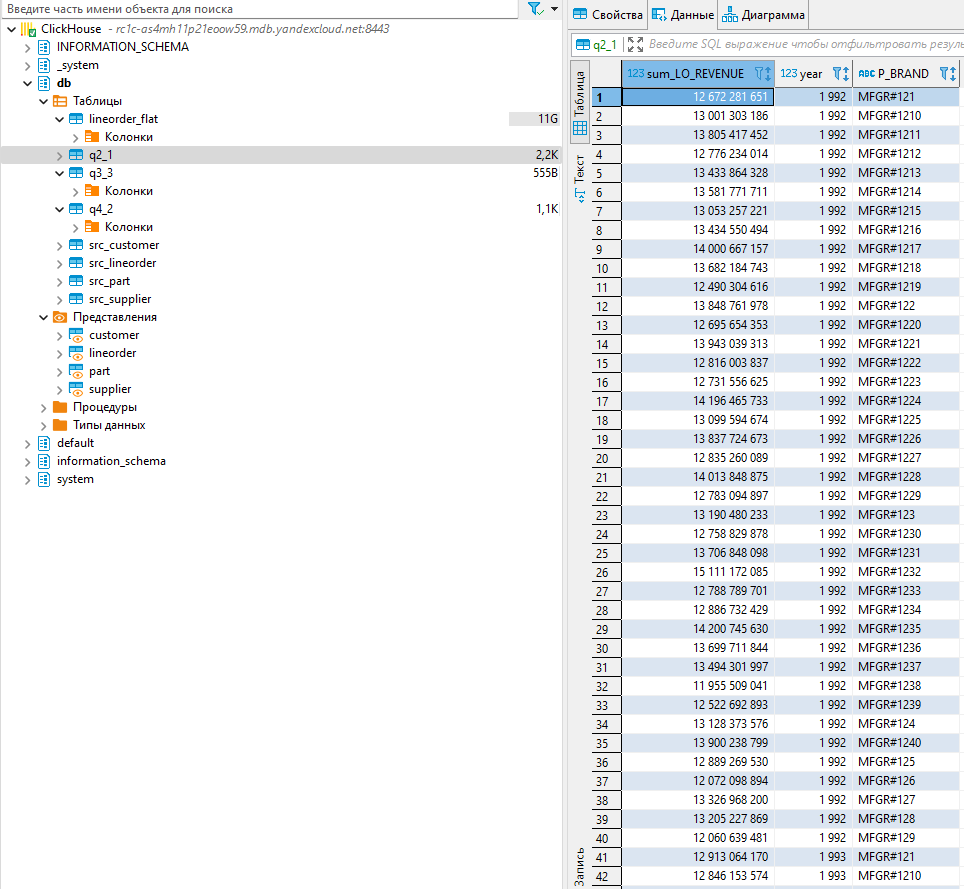 Введите часть имени объекта для поиска
ClickHouse - rc1c-as4mh11p21eoow59.mdb.yandexcloud.net:8443
INFORMATION_SCHEMA
_system
db
Таблицы
lineorder_flat 11G
Колонки
q2_1 2,2K
q3_3 555B
Колонки
q4_2 1,1K
Колонки
src_customer
src_lineorder
src_part
src_supplier
Представления
customer
lineorder
part
supplier
Процедуры
Типы данных
default
information_schema
system
Свойства Данные Диаграмма
q2_1 Введите SQL выражение чтобы отфильтровать резуль
Таблица
Текст
Запись
123 sum_LO_REVENUE 123 year ABC P_BRAND
1 12 672 281 651 1 992 MFGR#121
2 13 001 303 186 1 992 MFGR#1210
3 13 805 417 452 1 992 MFGR#1211
4 12 776 234 014 1 992 MFGR#1212
5 13 433 864 328 1 992 MFGR#1213
6 13 581 771 711 1 992 MFGR#1214
7 13 053 257 221 1 992 MFGR#1215
8 13 434 550 494 1 992 MFGR#1216
9 14 000 667 157 1 992 MFGR#1217
10 13 682 184 743 1 992 MFGR#1218
11 12 490 304 616 1 992 MFGR#1219
12 13 848 761 978 1 992 MFGR#122
13 12 695 654 353 1 992 MFGR#1220
14 13 943 039 313 1 992 MFGR#1221
15 12 816 003 837 1 992 MFGR#1222
16 12 731 556 625 1 992 MFGR#1223
17 14 196 465 733 1 992 MFGR#1224
18 13 099 594 674 1 992 MFGR#1225
19 13 837 724 673 1 992 MFGR#1226
20 12 835 260 089 1 992 MFGR#1227
21 14 013 848 875 1 992 MFGR#1228
22 12 783 094 897 1 992 MFGR#1229
23 13 190 480 233 1 992 MFGR#123
24 12 758 829 878 1 992 MFGR#1230
25 13 706 848 098 1 992 MFGR#1231
26 15 111 172 085 1 992 MFGR#1232
27 12 788 789 701 1 992 MFGR#1233
28 12 886 732 429 1 992 MFGR#1234
29 14 200 745 630 1 992 MFGR#1235
30 13 699 711 844 1 992 MFGR#1236
31 13 494 301 997 1 992 MFGR#1237
32 11 955 509 041 1 992 MFGR#1238
33 12 522 692 893 1 992 MFGR#1239
34 13 128 373 576 1 992 MFGR#124
35 13 900 238 799 1 992 MFGR#1240
36 12 889 269 530 1 992 MFGR#125
37 12 072 098 894 1 992 MFGR#126
38 13 326 968 200 1 992 MFGR#127
39 13 205 227 869 1 992 MFGR#128
40 12 060 639 481 1 992 MFGR#129
41 12 913 064 170 1 993 MFGR#121
42 12 846 153 574 1 993 MFGR#1210